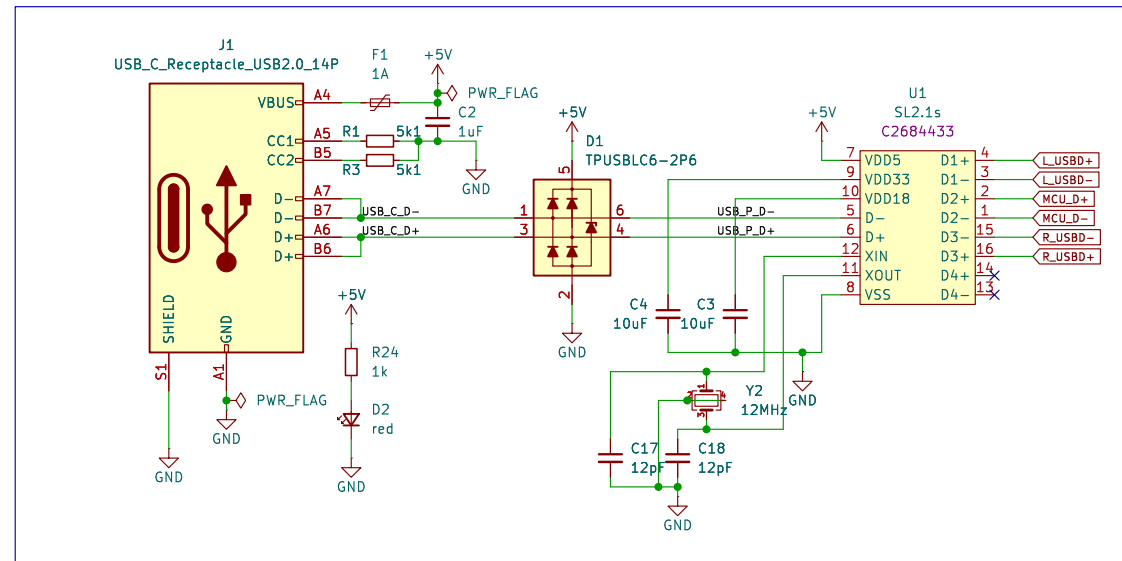 J1
USB_C_Receptacle_USB2.0_14P
VBUS
A4
CC1
A5
CC2
B5
D-
A7
D-
B7
D+
A6
D+
B6
SHIELD
GND
S1
A1
GND
PWR_FLAG
GND
F1
1A
+5V
PWR_FLAG
C2
1uF
R1
5k1
R3
5k1
GND
USB_C_D-
USB_C_D+
+5V
R24
1k
D2
red
GND
+5V
D1
TPUSBLC6-2P6
5
1
3
6
4
2
GND
USB_P_D-
USB_P_D+
C4
10uF
C3
10uF
GND
Y2
12MHz
1
2
3
4
C17
12pF
C18
12pF
GND
+5V
U1
SL2.1s
C2684433
7
VDD5
D1+
4
L_USBD+
9
VDD33
D1-
3
L_USBD-
10
VDD18
D2+
2
MCU_D+
5
D-
D2-
1
MCU_D-
6
D+
D3-
15
R_USBD-
12
XIN
D3+
16
R_USBD+
11
XOUT
D4+
14
8
VSS
D4-
13